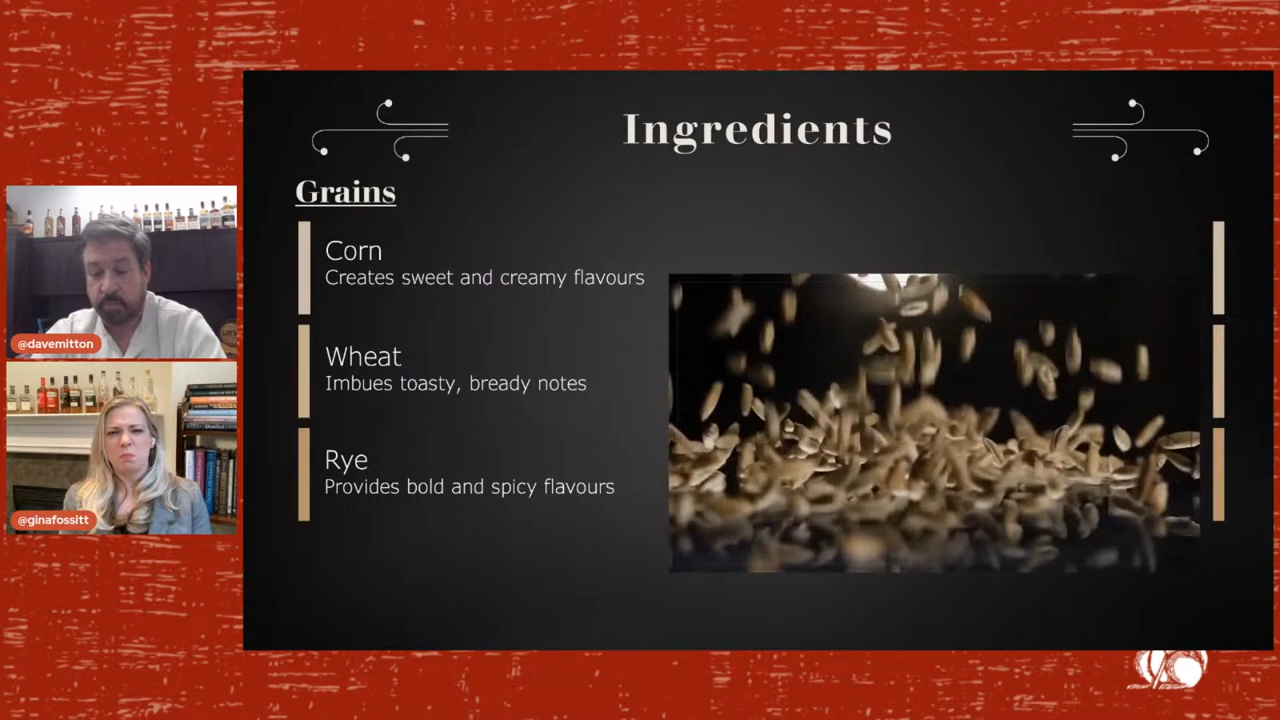 Ingredients
Grains
Corn
Creates sweet and creamy flavours
Wheat
Imbues toasty, bready notes
Rye
Provides bold and spicy flavours
@davemitton
@ginafossitt